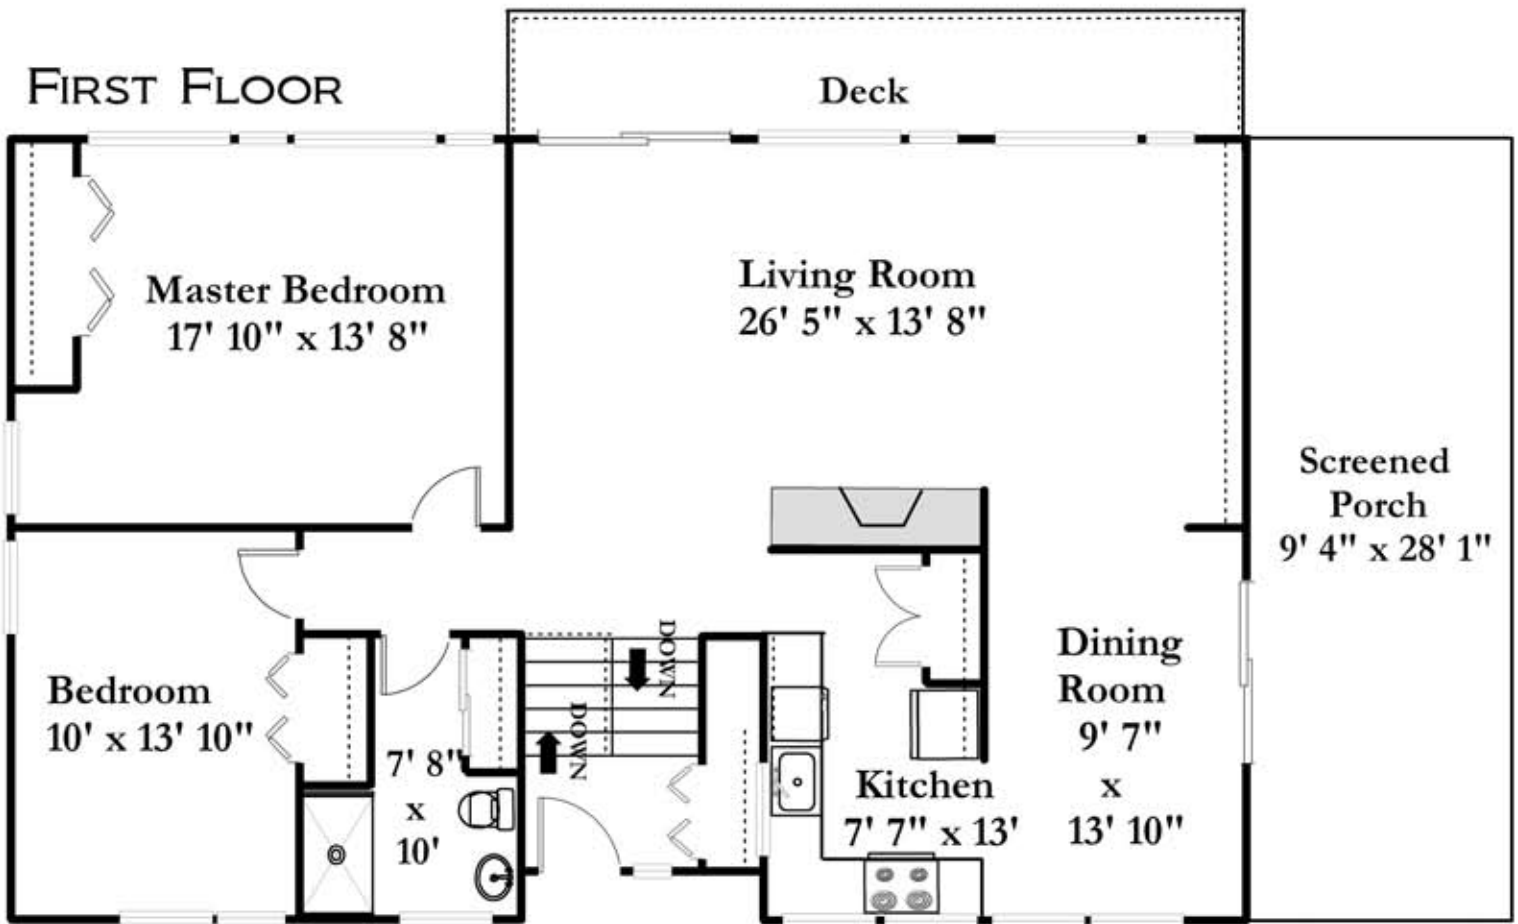 FIRST FLOOR
Deck
Master Bedroom
17' 10" x 13' 8"
Living Room
26' 5" x 13' 8"
Screened
Porch
9' 4" x 28' 1"
Bedroom
10' x 13' 10"
7' 8"
x
10'
DOWN
DOWN
Kitchen
7' 7" x 13'
Dining
Room
9' 7"
x
13' 10"